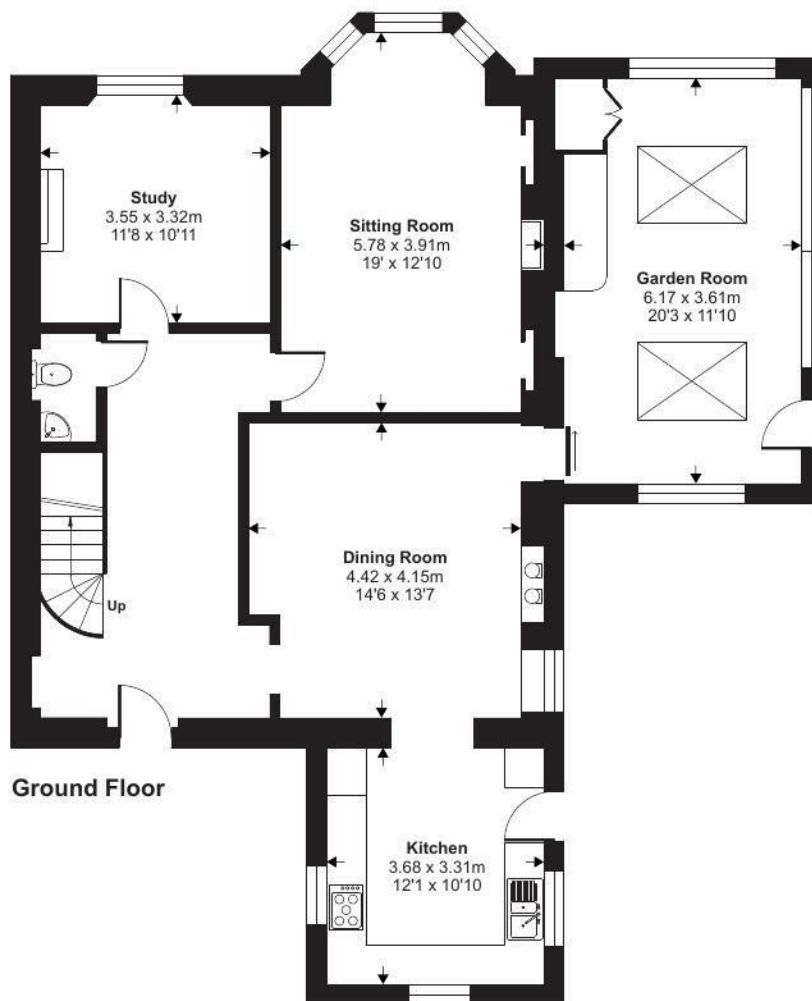 Study
3.55 x 3.32m
11'8 x 10'11
Sitting Room
5.78 x 3.91m
19' x 12'10
Garden Room
6.17 x 3.61m
20'3 x 11'10
Dining Room
4.42 x 4.15m
14'6 x 13'7
Up
Ground Floor
Kitchen
3.68 x 3.31m
12'1 x 10'10